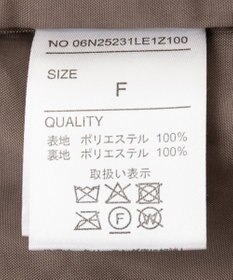 NO 06N25231LE1Z100
SIZE
F
QUALITY
表地 ポリエステル 100%
裏地 ポリエステル 100%
取扱い表示
F W